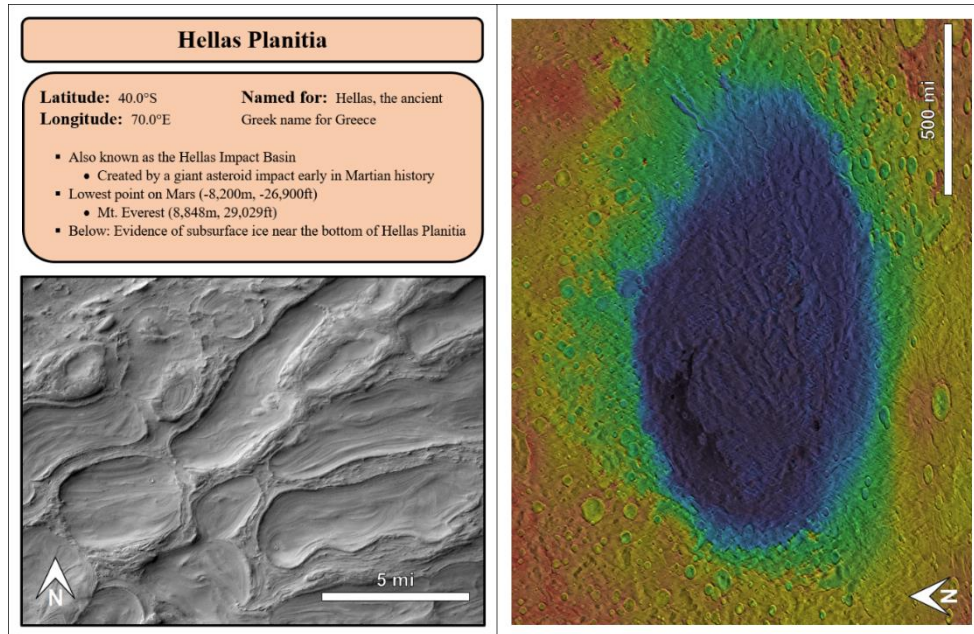 Hellas Planitia
Latitude: 40.0°S
Longitude: 70.0°E
Named for: Hellas, the ancient
Greek name for Greece
▪ Also known as the Hellas Impact Basin
• Created by a giant asteroid impact early in Martian history
▪ Lowest point on Mars (-8,200m, -26,900ft)
• Mt. Everest (8,848m, 29,029ft)
▪ Below: Evidence of subsurface ice near the bottom of Hellas Planitia
N
5 mi
500 mi
N